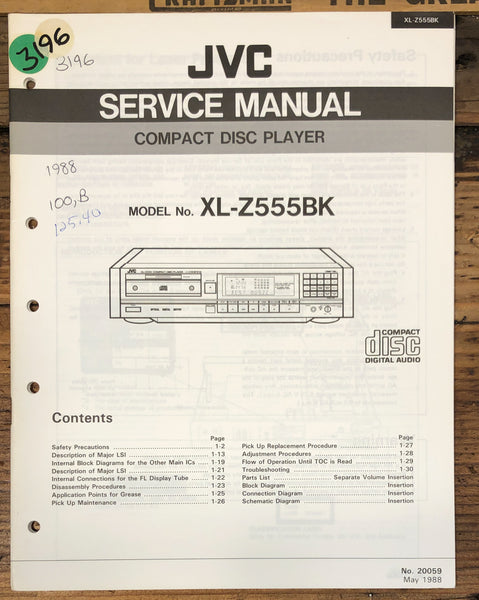 CRAFTSMAN THE GREA
XL-Z555BK
3196
3196
JVC
SERVICE MANUAL
COMPACT DISC PLAYER
1988
100,B
125.40
MODEL No. XL-Z555BK
JVC
COMPACT
disc
DIGITAL AUDIO
Contents
Page
Safety Precautions 1-2
Description of Major LSI 1-13
Internal Block Diagrams for the Other Main ICs 1-19
Description of Major LSI 1-21
Internal Connections for the FL Display Tube 1-22
Disassembly Procedures 1-23
Application Points for Grease 1-25
Pick Up Maintenance 1-26
Page
Pick Up Replacement Procedure 1-27
Adjustment Procedures 1-28
Flow of Operation Until TOC is Read 1-29
Troubleshooting 1-30
Parts List Separate Volume Insertion
Block Diagram Insertion
Connection Diagram Insertion
Schematic Diagram Insertion
No. 20059
May 1988